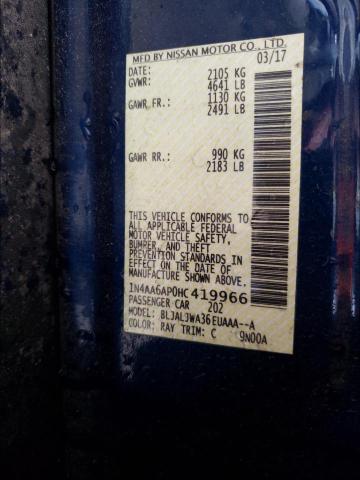 MFD BY NISSAN MOTOR CO., LTD.
DATE: 03/17
GVWR: 2105 KG
4641 LB
GAWR FR.: 1130 KG
2491 LB
GAWR RR.: 990 KG
2183 LB
THIS VEHICLE CONFORMS TO
ALL APPLICABLE FEDERAL
MOTOR VEHICLE SAFETY,
BUMPER, AND THEFT
PREVENTION STANDARDS IN
EFFECT ON THE DATE OF
MANUFACTURE SHOWN ABOVE.
1N4AA6AP0HC419966
PASSENGER CAR 202
MODEL: BLJALJWA36EUAAA--A
COLOR: RAY TRIM: C 9N00A